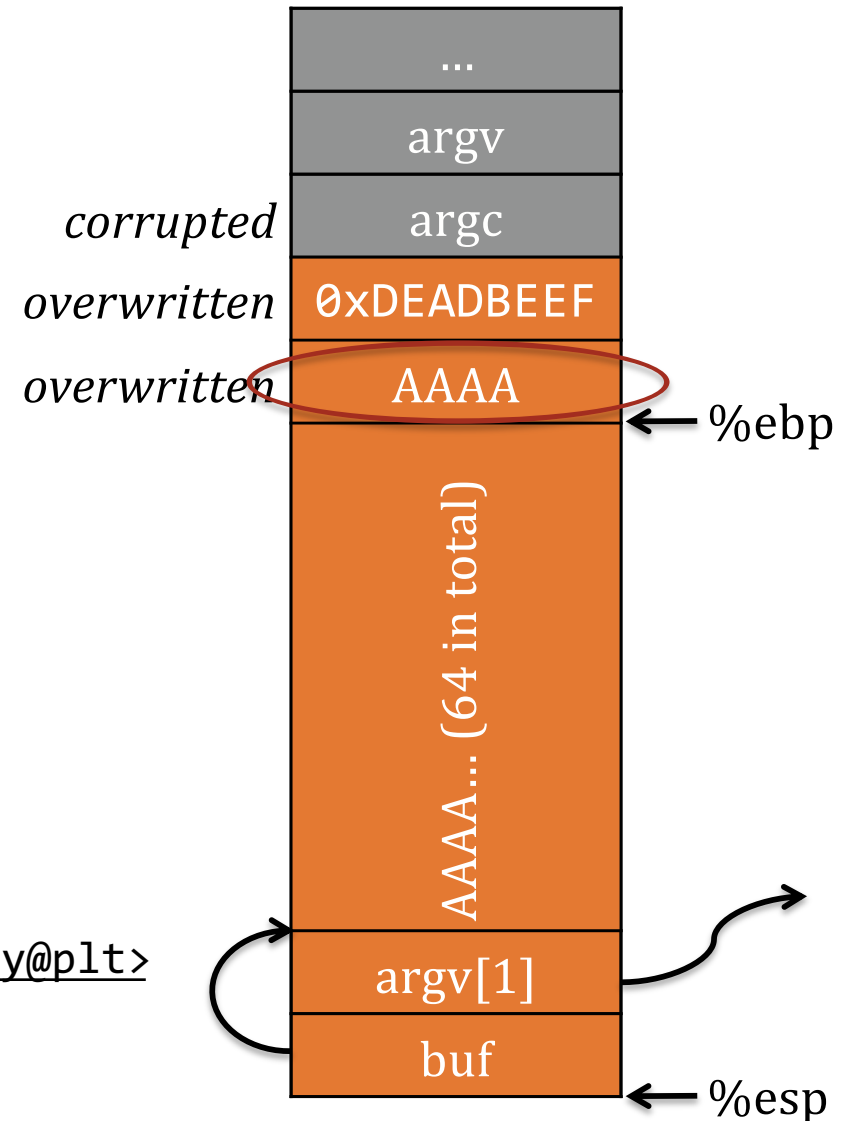 ...
argv
corrupted argc
overwritten 0xDEADBEEF
overwritten AAAA
%ebp
AAAA... (64 in total)
y@plt>
argv[1]
buf
%esp